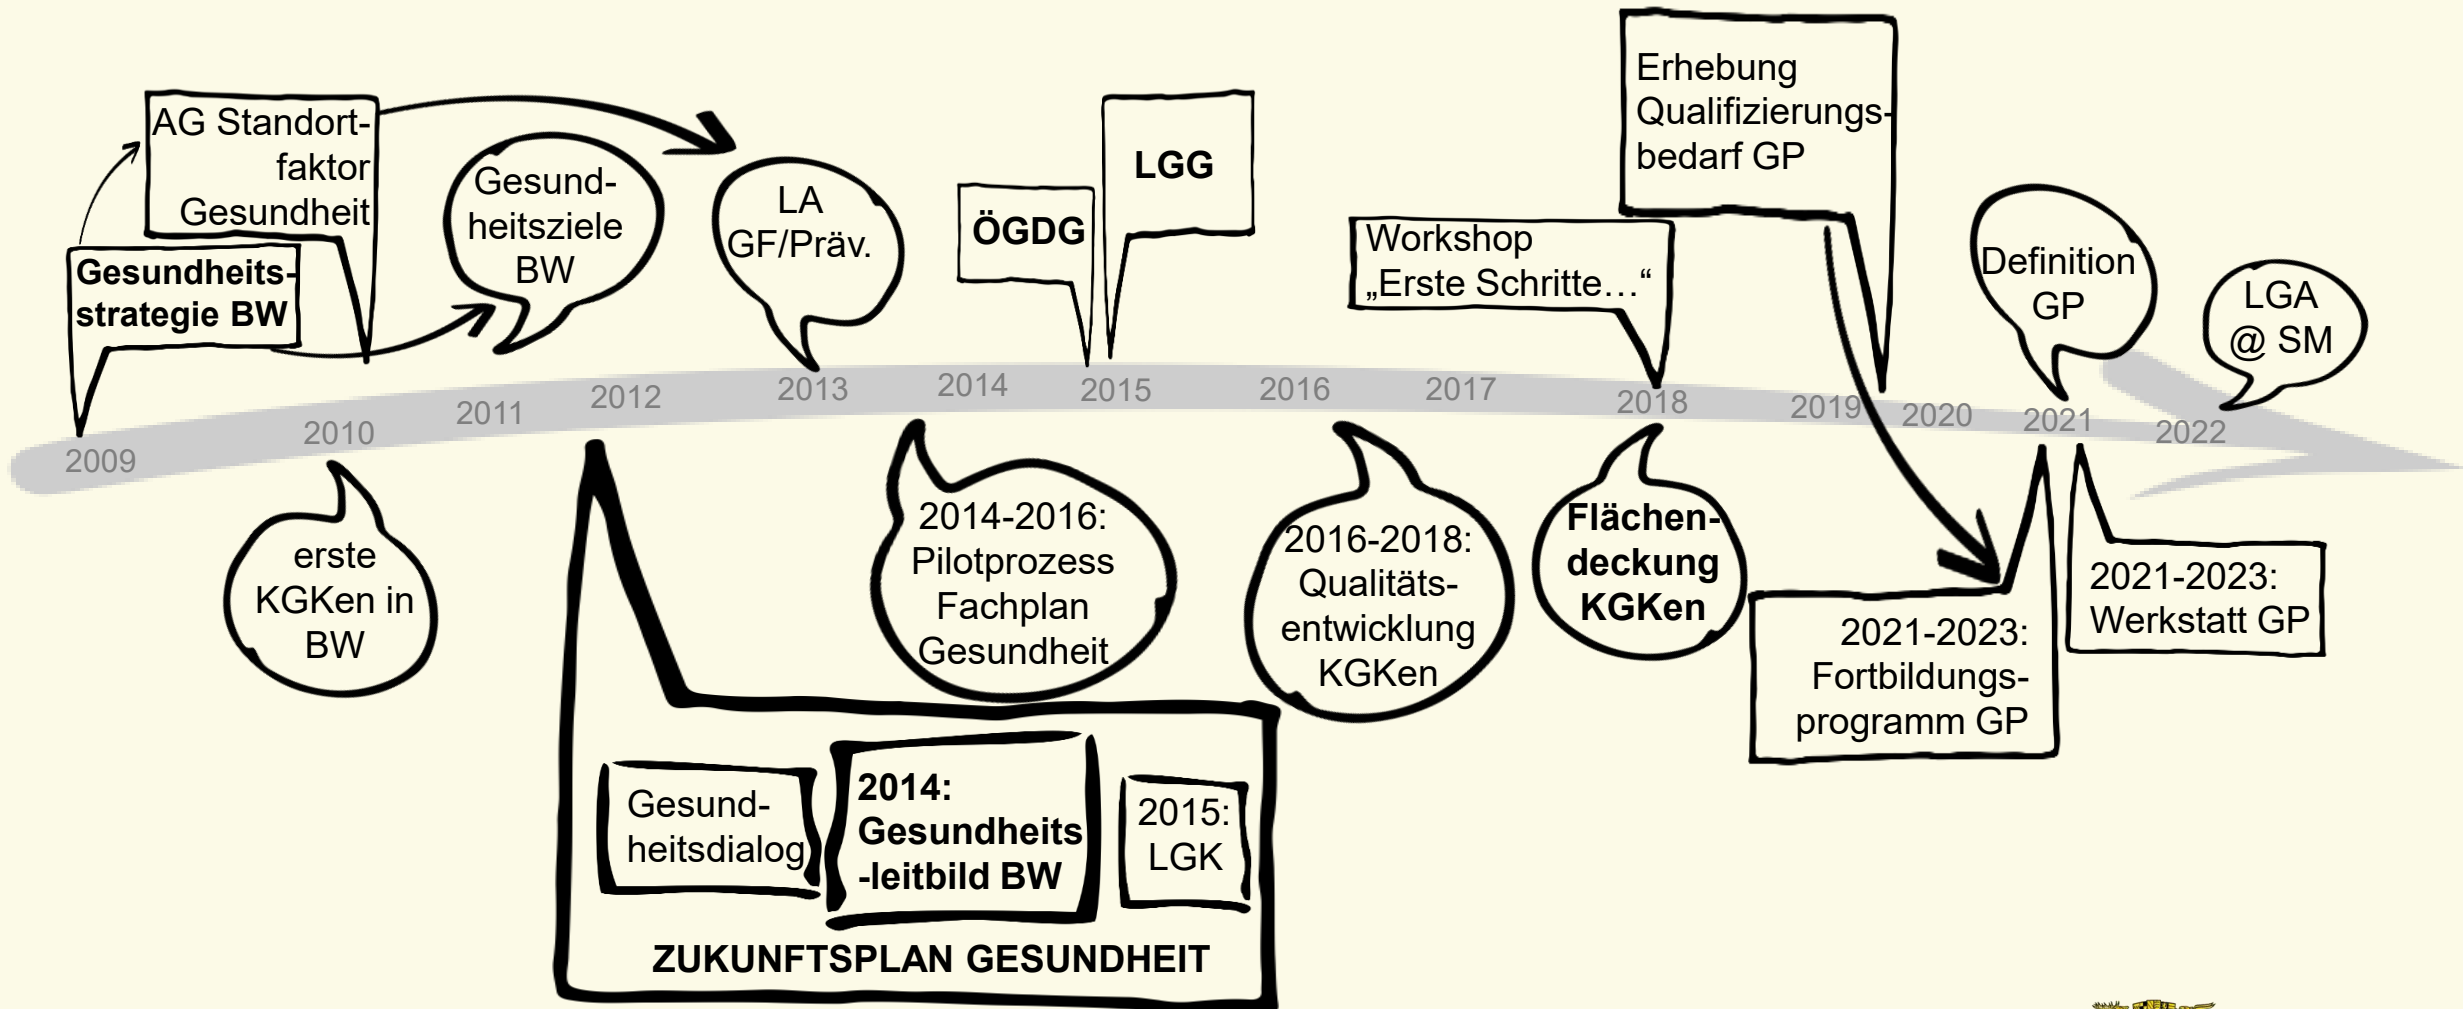 AG Standort-
faktor
Gesundheit
Gesundheits-
strategie BW
Gesund-
heitsziele
BW
LA
GF/Präv.
ÖGDG
LGG
Workshop
„Erste Schritte…“
Erhebung
Qualifizierungs-
bedarf GP
Definition
GP
LGA
@ SM
2009
2010
2011
2012
2013
2014
2015
2016
2017
2018
2019
2020
2021
2022
erste
KGKen in
BW
2014-2016:
Pilotprozess
Fachplan
Gesundheit
2016-2018:
Qualitäts-
entwicklung
KGKen
Flächen-
deckung
KGKen
2021-2023:
Fortbildungs-
programm GP
2021-2023:
Werkstatt GP
Gesund-
heitsdialog
2014:
Gesundheits
-leitbild BW
2015:
LGK
ZUKUNFTSPLAN GESUNDHEIT